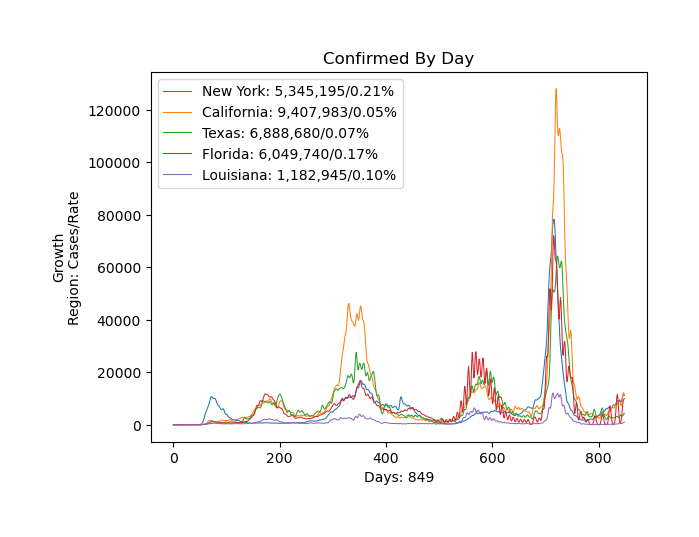 Confirmed By Day
New York: 5,345,195/0.21%
California: 9,407,983/0.05%
Texas: 6,888,680/0.07%
Florida: 6,049,740/0.17%
Louisiana: 1,182,945/0.10%
Growth
Region: Cases/Rate
120000
100000
80000
60000
40000
20000
0
0 200 400 600 800
Days: 849